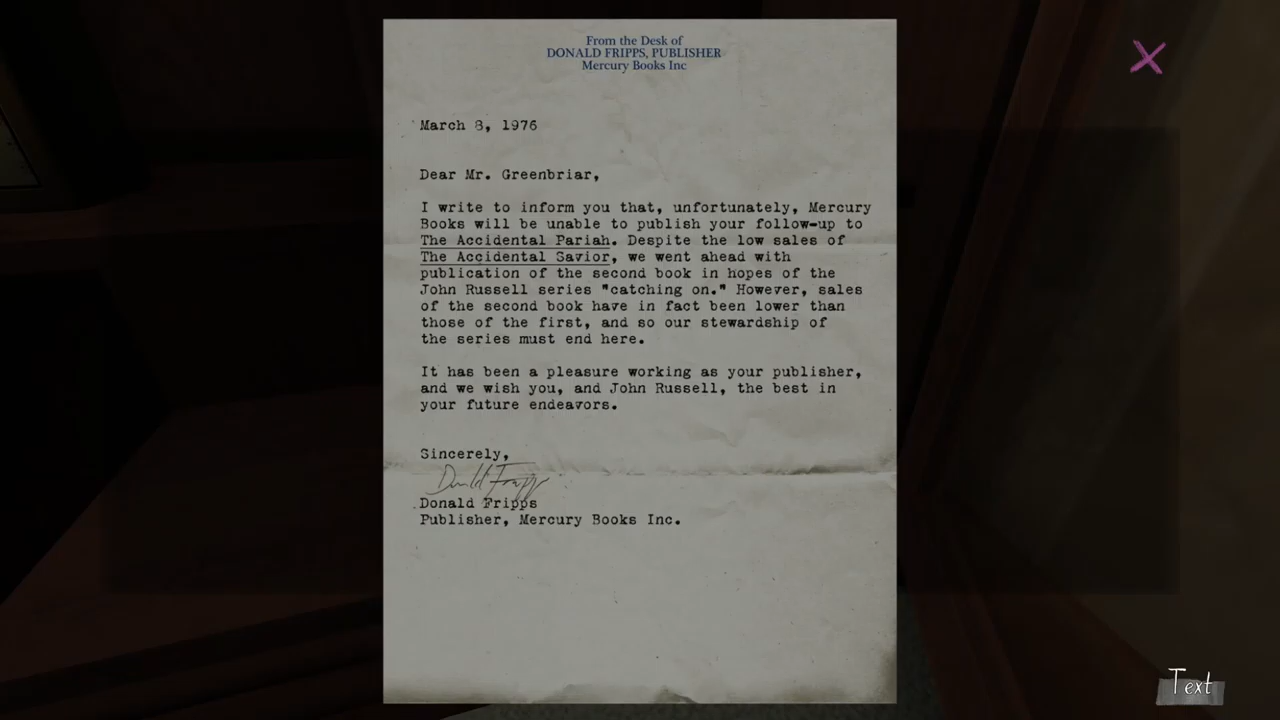 From the Desk of
DONALD FRIPPS, PUBLISHER
Mercury Books Inc
March 8, 1976
Dear Mr. Greenbriar,
I write to inform you that, unfortunately, Mercury
Books will be unable to publish your follow-up to
The Accidental Pariah. Despite the low sales of
The Accidental Savior, we went ahead with
publication of the second book in hopes of the
John Russell series "catching on." However, sales
of the second book have in fact been lower than
those of the first, and so our stewardship of
the series must end here.
It has been a pleasure working as your publisher,
and we wish you, and John Russell, the best in
your future endeavors.
Sincerely,
Donald Fripps
Donald Fripps
Publisher, Mercury Books Inc.
Text